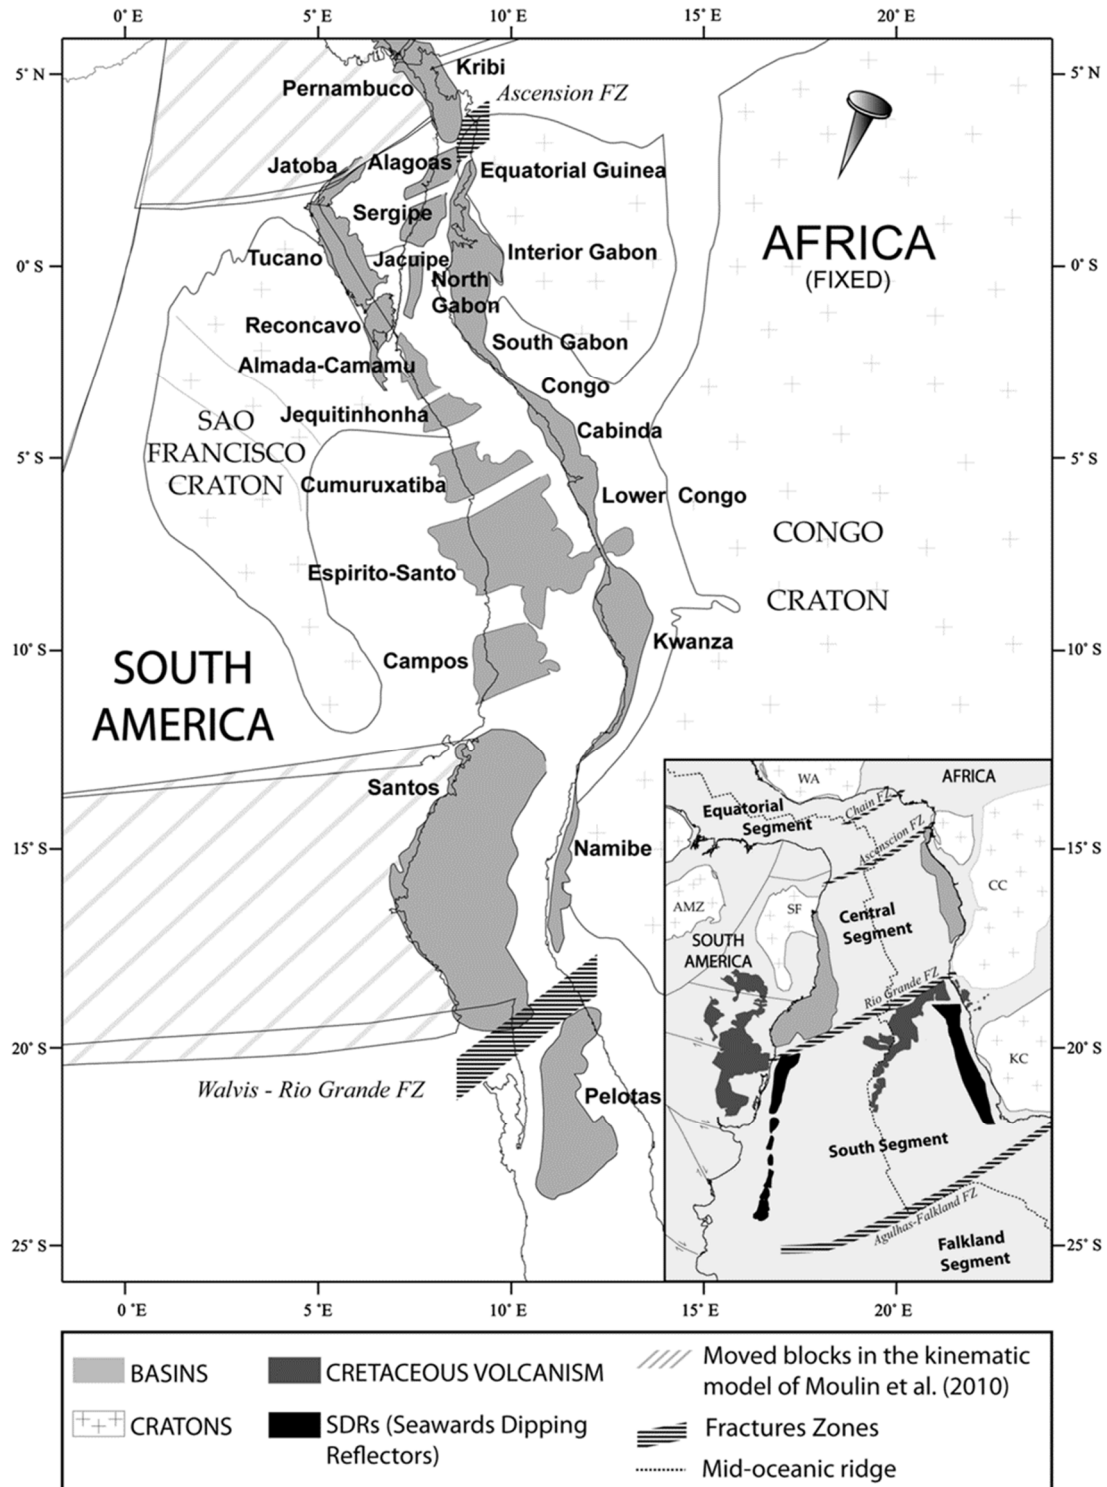 0° E 5° E 10° E 15° E 20° E
5° N
5° N
Kribi
Pernambuco
Ascension FZ
Jatoba
Alagoas
Equatorial Guinea
Sergipe
AFRICA
(FIXED)
Interior Gabon
Tucano
Jacuipe
0° S
0° S
North
Gabon
Reconcavo
South Gabon
Almada-Camamu
Congo
Jequitinhonha
SAO
FRANCISCO
CRATON
Cabinda
5° S
5° S
Cumuruxatiba
Lower Congo
CONGO
CRATON
Espirito-Santo
Kwanza
10° S
10° S
Campos
SOUTH
AMERICA
Santos
Namibe
15° S
15° S
20° S
20° S
Walvis - Rio Grande FZ
Pelotas
25° S
25° S
WA
AFRICA
Equatorial
Segment
Chain FZ
Ascenscion FZ
AMZ
SF
CC
Central
Segment
SOUTH
AMERICA
Rio Grande FZ
KC
South Segment
Agulhas-Falkland FZ
Falkland
Segment
0° E 5° E 10° E 15° E 20° E
BASINS
CRATONS
CRETACEOUS VOLCANISM
SDRs (Seawards Dipping
Reflectors)
Moved blocks in the kinematic
model of Moulin et al. (2010)
Fractures Zones
Mid-oceanic ridge